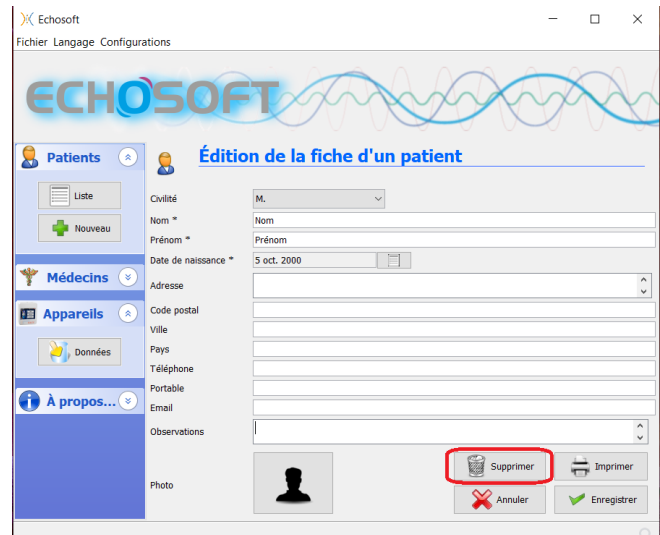 Echosoft
Fichier Langage Configurations
ECHOSOFT
Patients
Édition de la fiche d'un patient
Liste
Nouveau
Médecins
Appareils
Données
À propos...
Civilité M.
Nom * Nom
Prénom * Prénom
Date de naissance * 5 oct. 2000
Adresse
Code postal
Ville
Pays
Téléphone
Portable
Email
Observations
Photo
Supprimer Imprimer
Annuler Enregistrer